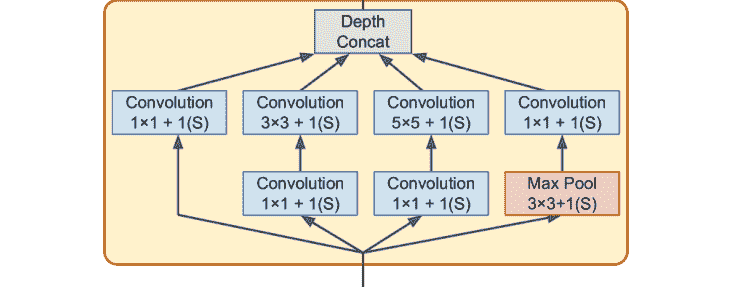 Depth
Concat
Convolution
1×1 + 1(S)
Convolution
3×3 + 1(S)
Convolution
5×5 + 1(S)
Convolution
1×1 + 1(S)
Convolution
1×1 + 1(S)
Convolution
1×1 + 1(S)
Max Pool
3×3+1(S)